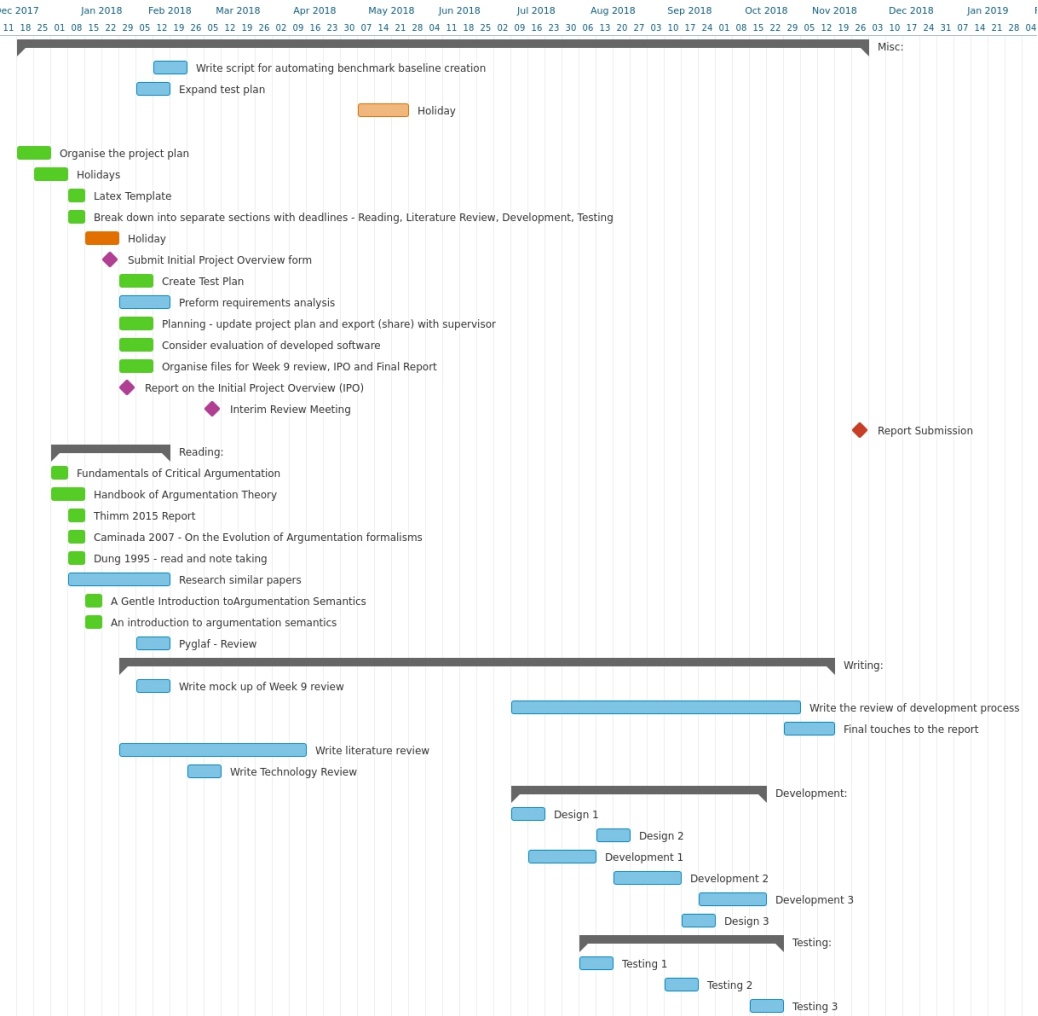 ec 2017 Jan 2018 Feb 2018 Mar 2018 Apr 2018 May 2018 Jun 2018 Jul 2018 Aug 2018 Sep 2018 Oct 2018 Nov 2018 Dec 2018 Jan 2019 F
11 18 25 01 08 15 22 29 05 12 19 26 05 12 19 26 02 09 16 23 30 07 14 21 28 04 11 18 25 02 09 16 23 30 06 13 20 27 03 10 17 24 01 08 15 22 29 05 12 19 26 03 10 17 24 31 07 14 21 28 04
Misc:
Write script for automating benchmark baseline creation
Expand test plan
Holiday
Organise the project plan
Holidays
Latex Template
Break down into separate sections with deadlines - Reading, Literature Review, Development, Testing
Holiday
Submit Initial Project Overview form
Create Test Plan
Preform requirements analysis
Planning - update project plan and export (share) with supervisor
Consider evaluation of developed software
Organise files for Week 9 review, IPO and Final Report
Report on the Initial Project Overview (IPO)
Interim Review Meeting
Report Submission
Reading:
Fundamentals of Critical Argumentation
Handbook of Argumentation Theory
Thimm 2015 Report
Caminada 2007 - On the Evolution of Argumentation formalisms
Dung 1995 - read and note taking
Research similar papers
A Gentle Introduction toArgumentation Semantics
An introduction to argumentation semantics
Pyglaf - Review
Writing:
Write mock up of Week 9 review
Write the review of development process
Final touches to the report
Write literature review
Write Technology Review
Development:
Design 1
Design 2
Development 1
Development 2
Development 3
Design 3
Testing:
Testing 1
Testing 2
Testing 3